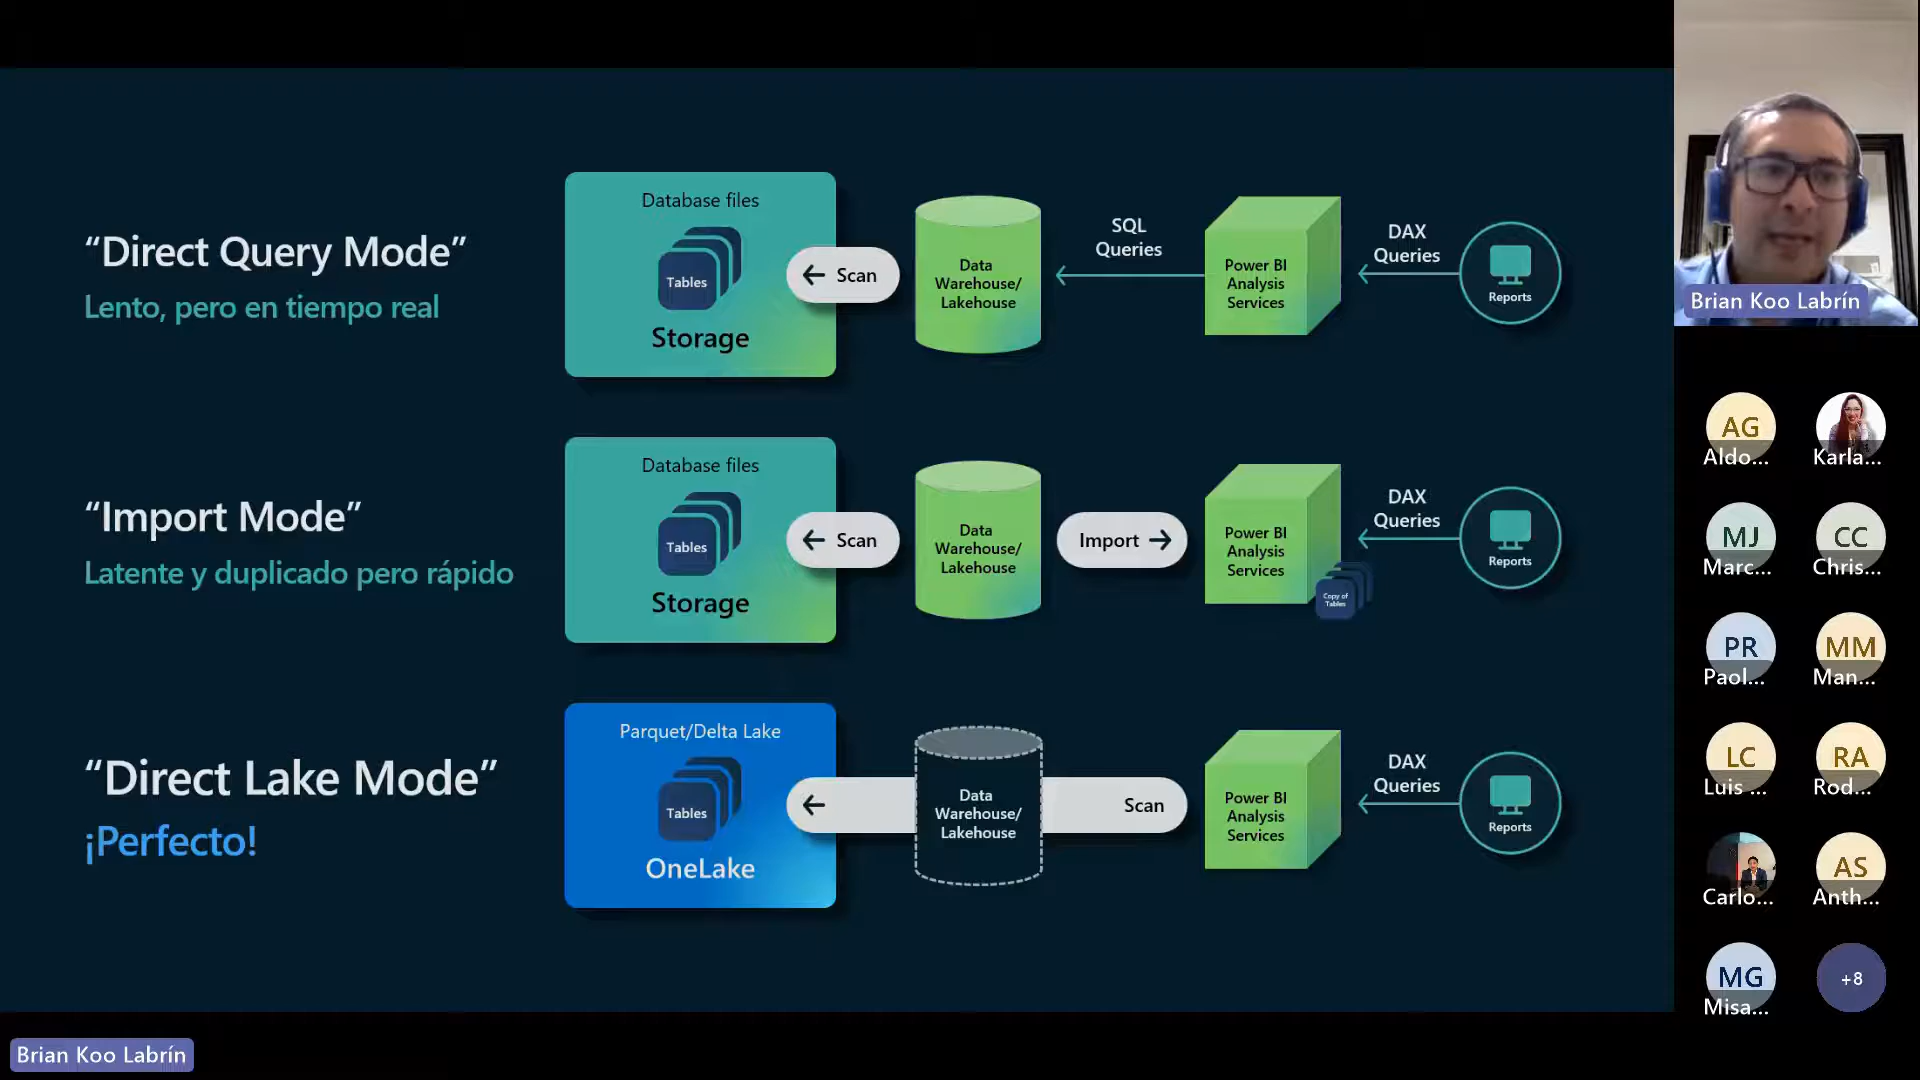 “Direct Query Mode”
Lento, pero en tiempo real
Database files
Tables
Storage
Scan
Data
Warehouse/
Lakehouse
SQL
Queries
Power BI
Analysis
Services
DAX
Queries
Reports
“Import Mode”
Latente y duplicado pero rápido
Database files
Tables
Storage
Scan
Data
Warehouse/
Lakehouse
Import
Power BI
Analysis
Services
Copy of
Tables
DAX
Queries
Reports
“Direct Lake Mode”
¡Perfecto!
Parquet/Delta Lake
Tables
OneLake
Data
Warehouse/
Lakehouse
Scan
Power BI
Analysis
Services
DAX
Queries
Reports
Brian Koo Labrín
AG
Aldo...
Karla...
MJ
Marc...
CC
Chris...
PR
Paol...
MM
Man...
LC
Luis ...
RA
Rod...
Carlo...
AS
Anth...
MG
Misa...
+8
Brian Koo Labrín